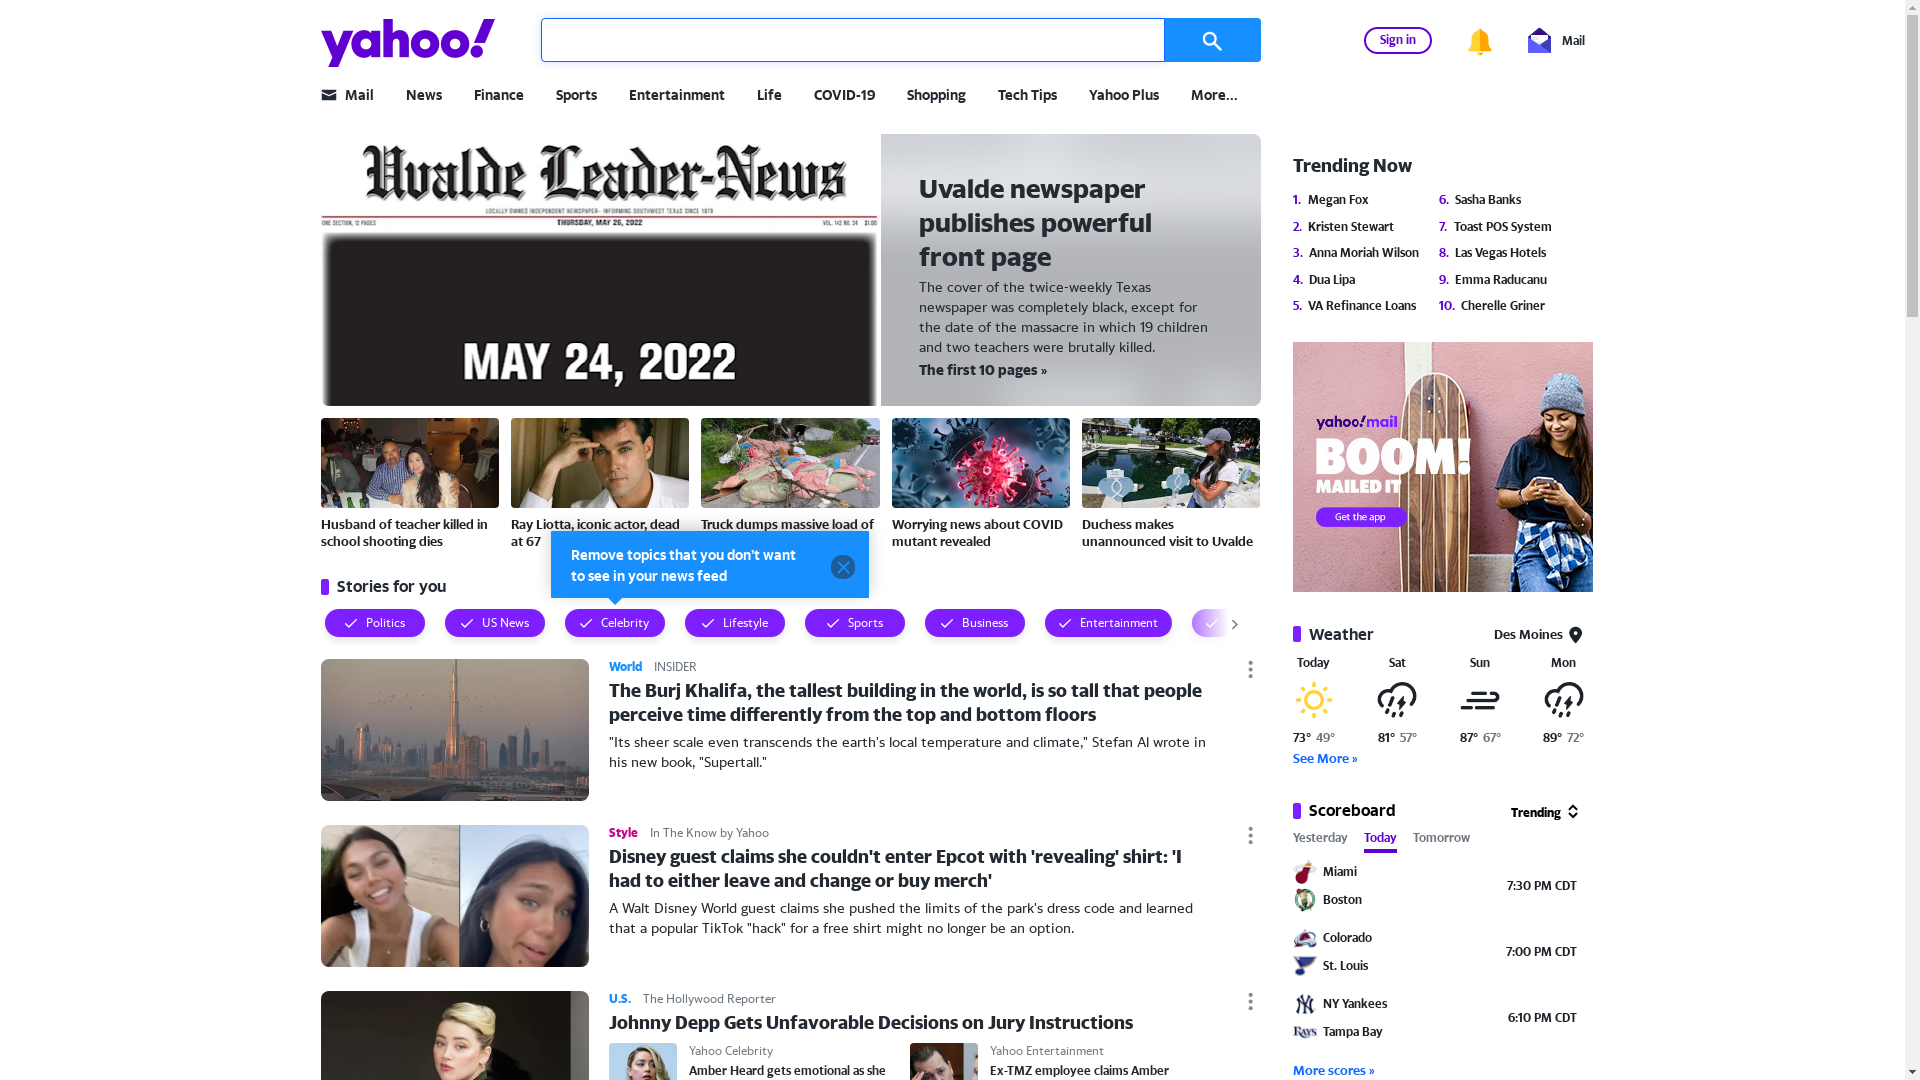 yahoo!
Sign in
Mail
Mail
News
Finance
Sports
Entertainment
Life
COVID-19
Shopping
Tech Tips
Yahoo Plus
More...
Uvalde Leader-News
LOCALLY OWNED INDEPENDENT NEWSPAPER– INFORMING SOUTHWEST TEXAS SINCE 1879
ONE SECTION, 12 PAGES
THURSDAY, MAY 26, 2022
VOL. 142 NO. 24 $1.00
MAY 24, 2022
Uvalde newspaper
publishes powerful
front page
The cover of the twice-weekly Texas
newspaper was completely black, except for
the date of the massacre in which 19 children
and two teachers were brutally killed.
The first 10 pages »
Husband of teacher killed in
school shooting dies
Ray Liotta, iconic actor, dead
at 67
Truck dumps massive load of
Worrying news about COVID
mutant revealed
Duchess makes
unannounced visit to Uvalde
Remove topics that you don't want
to see in your news feed
Stories for you
Politics
US News
Celebrity
Lifestyle
Sports
Business
Entertainment
World INSIDER
The Burj Khalifa, the tallest building in the world, is so tall that people
perceive time differently from the top and bottom floors
"Its sheer scale even transcends the earth's local temperature and climate," Stefan Al wrote in
his new book, "Supertall."
Style In The Know by Yahoo
Disney guest claims she couldn't enter Epcot with 'revealing' shirt: 'I
had to either leave and change or buy merch'
A Walt Disney World guest claims she pushed the limits of the park's dress code and learned
that a popular TikTok "hack" for a free shirt might no longer be an option.
U.S. The Hollywood Reporter
Johnny Depp Gets Unfavorable Decisions on Jury Instructions
Yahoo Celebrity
Amber Heard gets emotional as she
Yahoo Entertainment
Ex-TMZ employee claims Amber
Trending Now
1. Megan Fox
2. Kristen Stewart
3. Anna Moriah Wilson
4. Dua Lipa
5. VA Refinance Loans
6. Sasha Banks
7. Toast POS System
8. Las Vegas Hotels
9. Emma Raducanu
10. Cherelle Griner
yahoo!mail
BOOM!
MAILED IT
Get the app
Weather
Des Moines
Today Sat Sun Mon
73° 49° 81° 57° 87° 67° 89° 72°
See More »
Scoreboard
Trending
Yesterday Today Tomorrow
Miami
Boston
7:30 PM CDT
Colorado
St. Louis
7:00 PM CDT
NY Yankees
RAYS Tampa Bay
6:10 PM CDT
More scores »